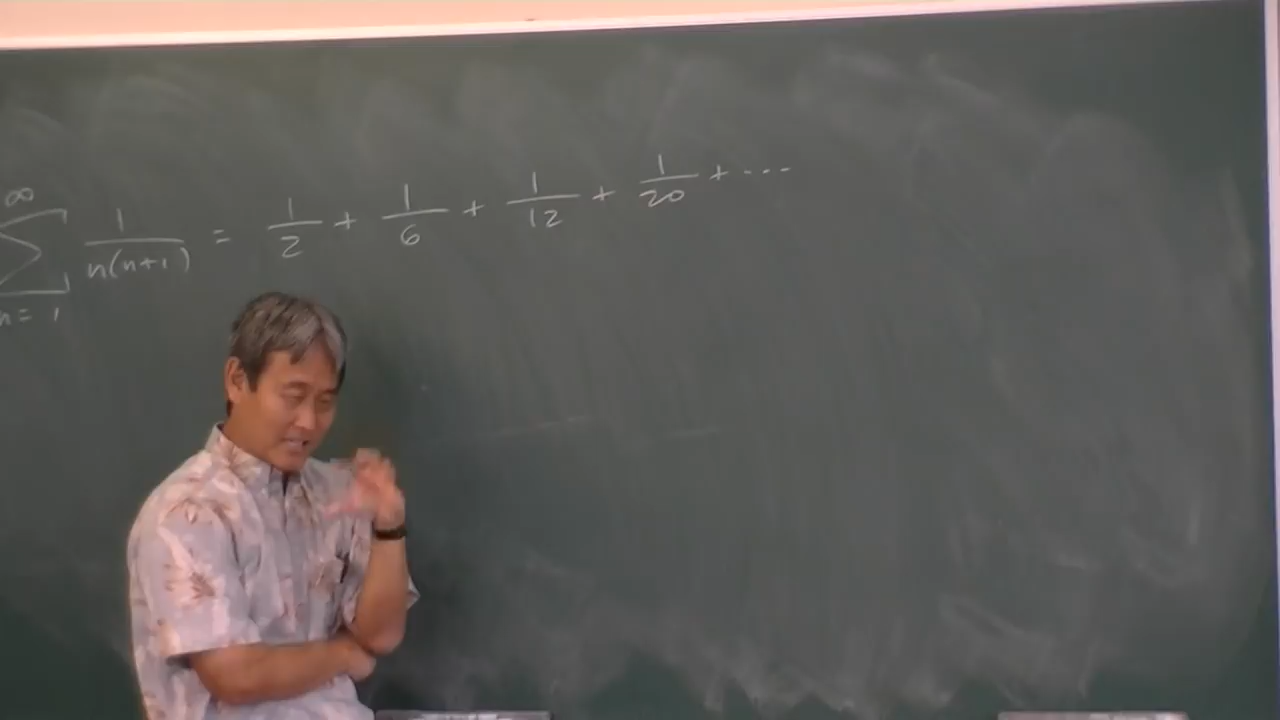 ∞
∑ 1/n(n+1) = 1/2 + 1/6 + 1/12 + 1/20 + ...
n = 1